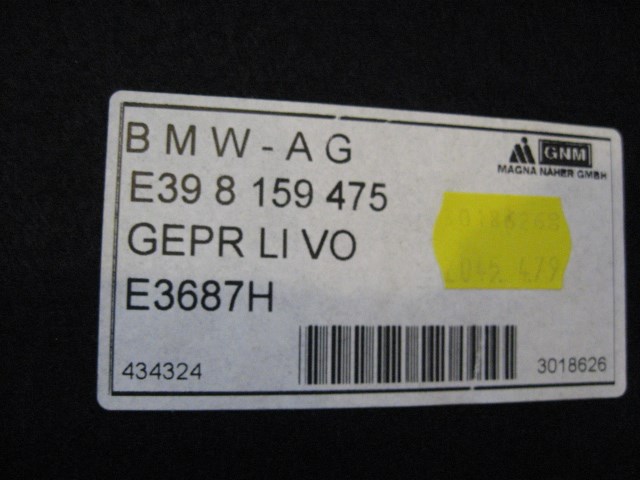 BMW-AG
GNM
MAGNA NAHER GMBH
E39 8 159 475
GEPR LI VO
E3687H
434324
3018626